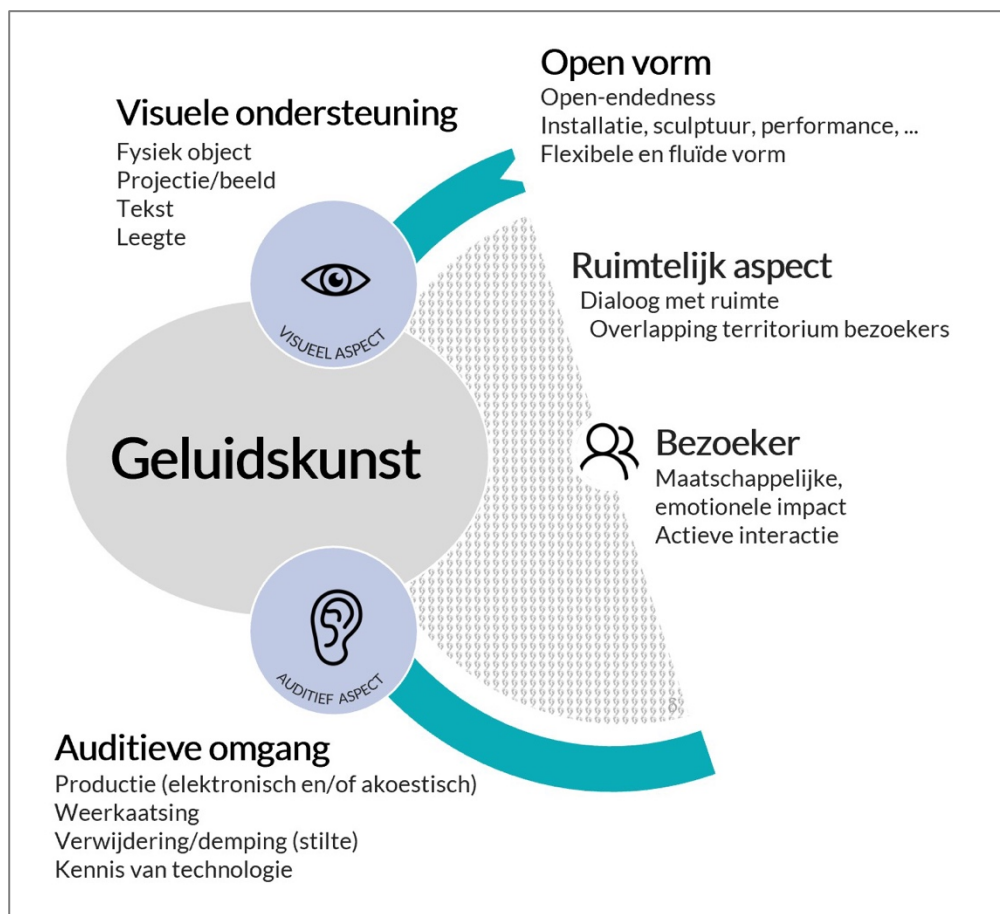 Open vorm
Open-endedness
Installatie, sculptuur, performance, ...
Flexibele en fluïde vorm
Visuele ondersteuning
Fysiek object
Projectie/beeld
Tekst
Leegte
VISUEEL ASPECT
Ruimtelijk aspect
Dialoog met ruimte
Overlapping territorium bezoekers
Geluidskunst
Bezoeker
Maatschappelijke,
emotionele impact
Actieve interactie
AUDITIEF ASPECT
Auditieve omgang
Productie (elektronisch en/of akoestisch)
Weerkaatsing
Verwijdering/demping (stilte)
Kennis van technologie